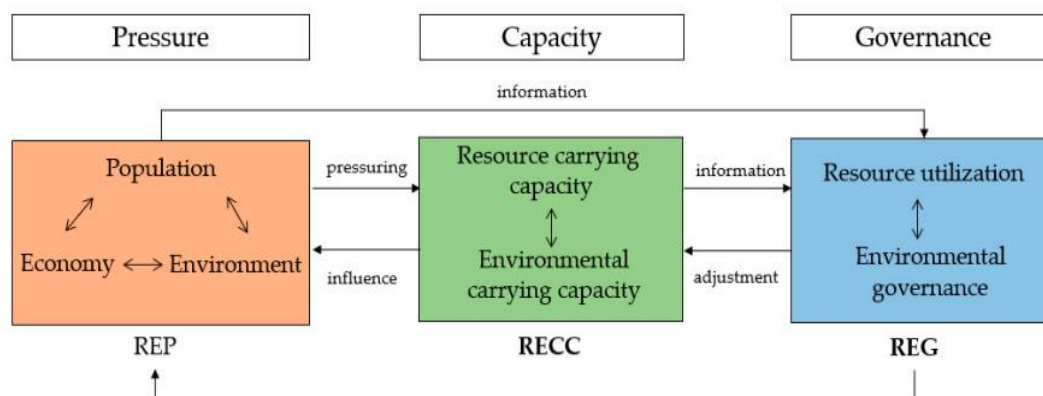 Pressure
Capacity
Governance
information
Population
Economy
Environment
pressuring
influence
Resource carrying
capacity
Environmental
carrying capacity
information
adjustment
Resource utilization
Environmental
governance
REP
RECC
REG